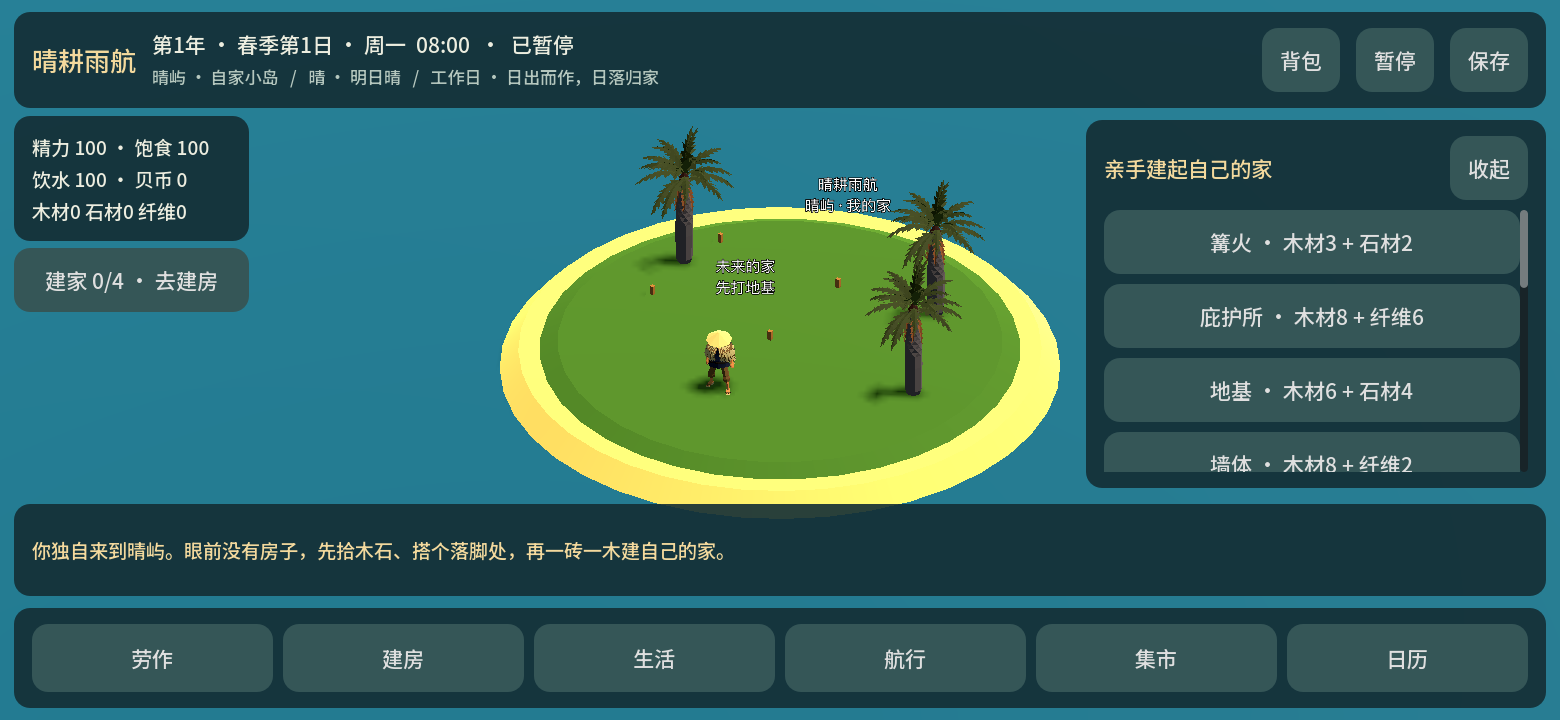 晴耕雨航
第1年 · 春季第1日 · 周一 08:00 · 已暂停
晴屿 · 自家小岛 / 晴 · 明日晴 / 工作日 · 日出而作，日落归家
背包
暂停
保存
精力 100 · 饱食 100
饮水 100 · 贝币 0
木材0 石材0 纤维0
建家 0/4 · 去建房
晴耕雨航
晴屿 · 我的家
未来的家
先打地基
亲手建起自己的家
收起
篝火 · 木材3 + 石材2
庇护所 · 木材8 + 纤维6
地基 · 木材6 + 石材4
墙体 · 木材8 + 纤维2
你独自来到晴屿。眼前没有房子，先拾木石、搭个落脚处，再一砖一木建自己的家。
劳作
建房
生活
航行
集市
日历